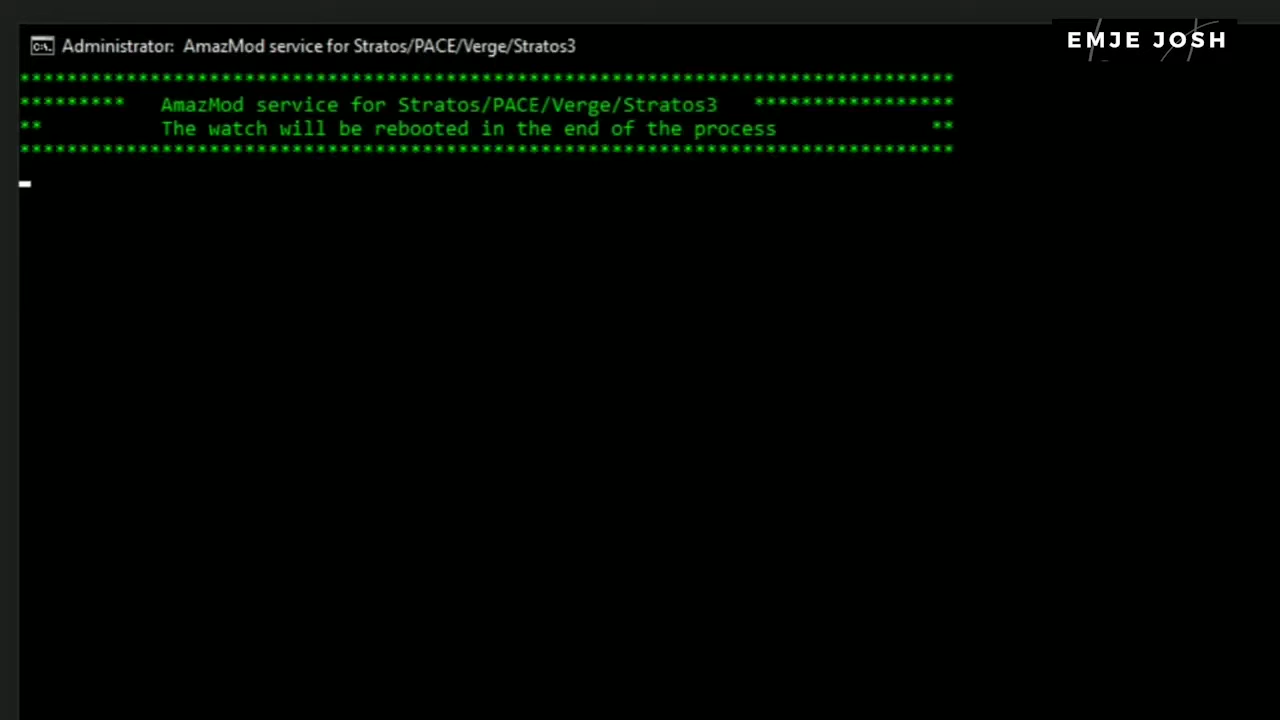 Administrator: AmazMod service for Stratos/PACE/Verge/Stratos3
EMJE JOSH
*******************************************************************************
********* AmazMod service for Stratos/PACE/Verge/Stratos3 *****************
** The watch will be rebooted in the end of the process **
*******************************************************************************